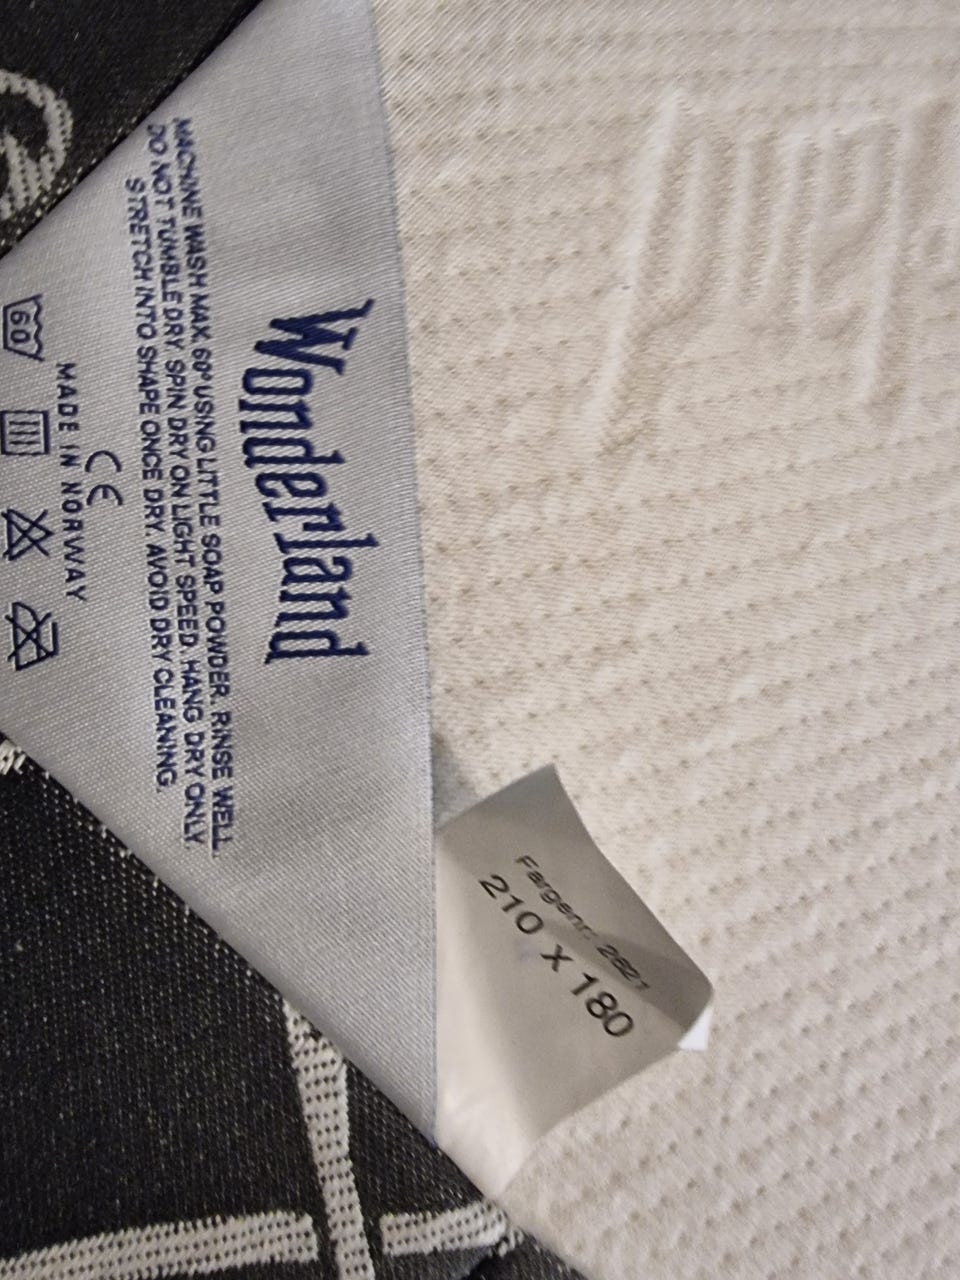 Wonderland
MACHINE WASH MAX. 60° USING LITTLE SOAP POWDER. RINSE WELL.
DO NOT TUMBLE DRY. SPIN DRY ON LIGHT SPEED. HANG DRY ONLY
STRETCH INTO SHAPE ONCE DRY. AVOID DRY CLEANING.
CE
MADE IN NORWAY
60
Fargenr. 2621
210 x 180